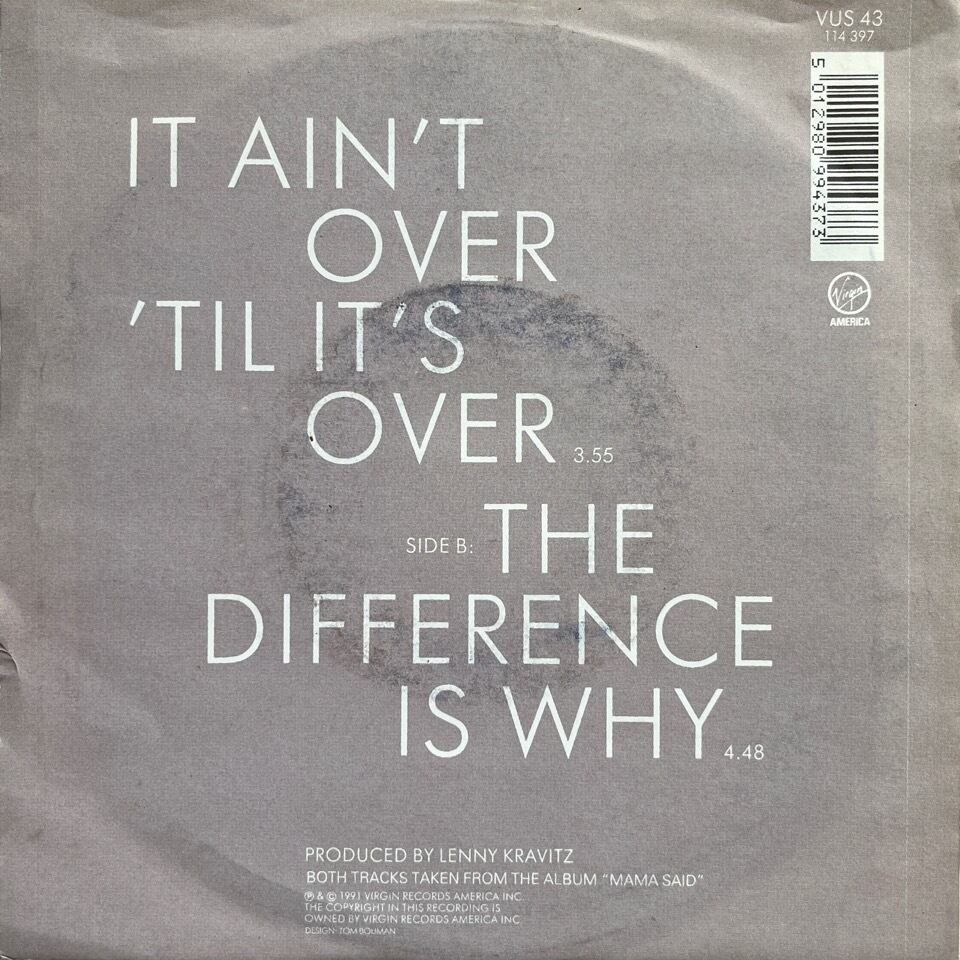 VUS 43
114 397
5 012980 994373
Virgin
AMERICA
IT AIN'T
OVER
'TIL IT'S
OVER 3.55
SIDE B: THE
DIFFERENCE
IS WHY 4.48
PRODUCED BY LENNY KRAVITZ
BOTH TRACKS TAKEN FROM THE ALBUM "MAMA SAID"
℗ & © 1991 VIRGIN RECORDS AMERICA INC.
THE COPYRIGHT IN THIS RECORDING IS
OWNED BY VIRGIN RECORDS AMERICA INC
DESIGN: TOM BOUMAN